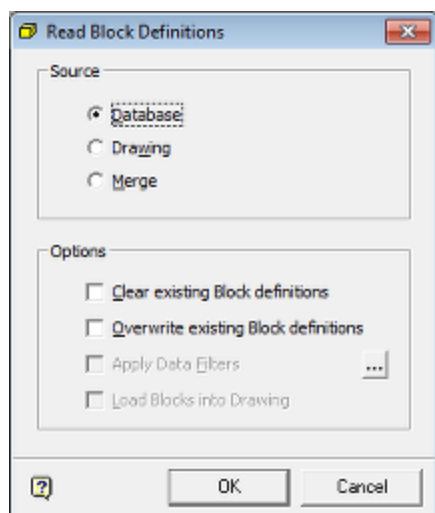 Read Block Definitions
Source
Database
Drawing
Merge
Options
Clear existing Block definitions
Overwrite existing Block definitions
Apply Data Filters
...
Load Blocks into Drawing
?
OK Cancel